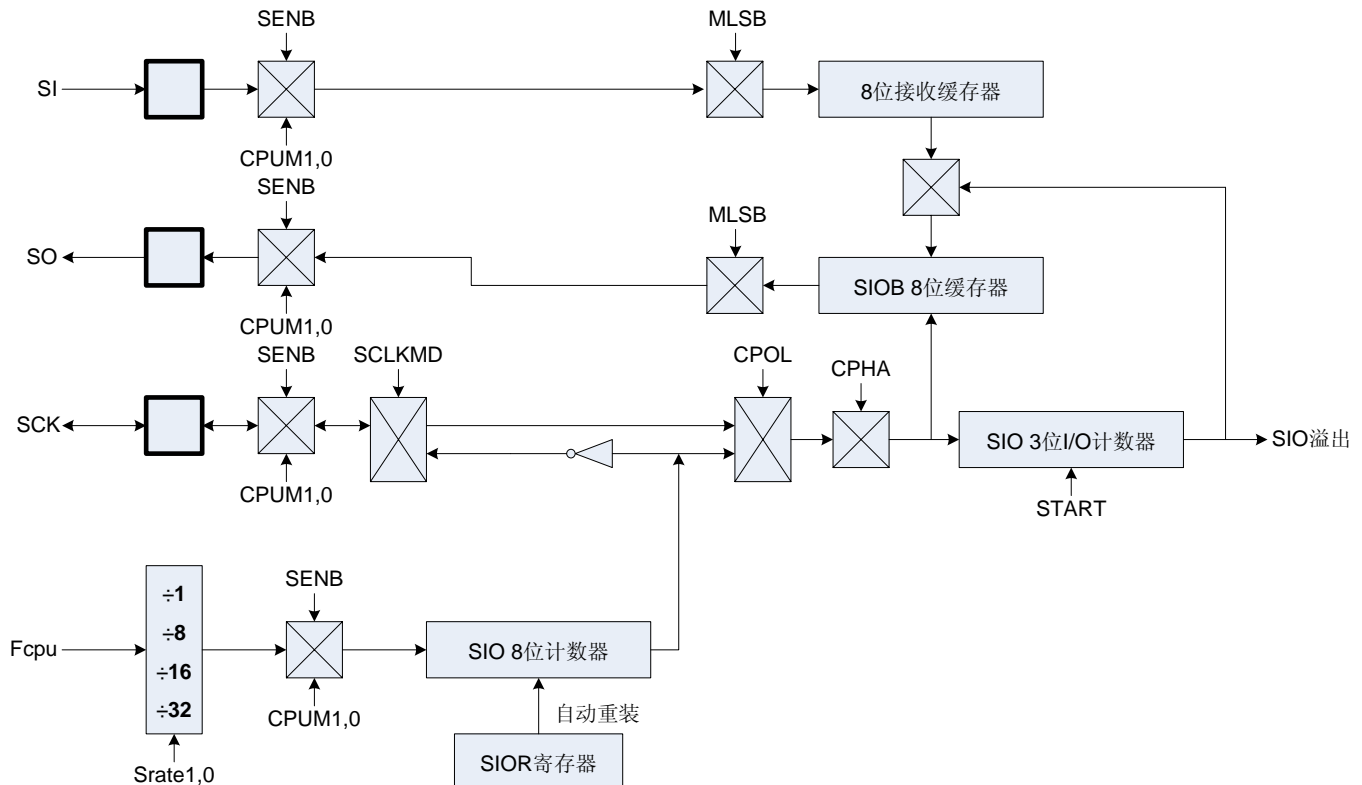 SENB
MLSB
SI
8位接收缓存器
CPUM1,0
SENB
MLSB
SO
SIOB 8位缓存器
CPUM1,0
SENB
SCLKMD
CPOL
CPHA
SCK
SIO 3位I/O计数器
SIO溢出
CPUM1,0
START
÷1
÷8
÷16
÷32
SENB
Fcpu
SIO 8位计数器
CPUM1,0
自动重装
SIOR寄存器
Srate1,0